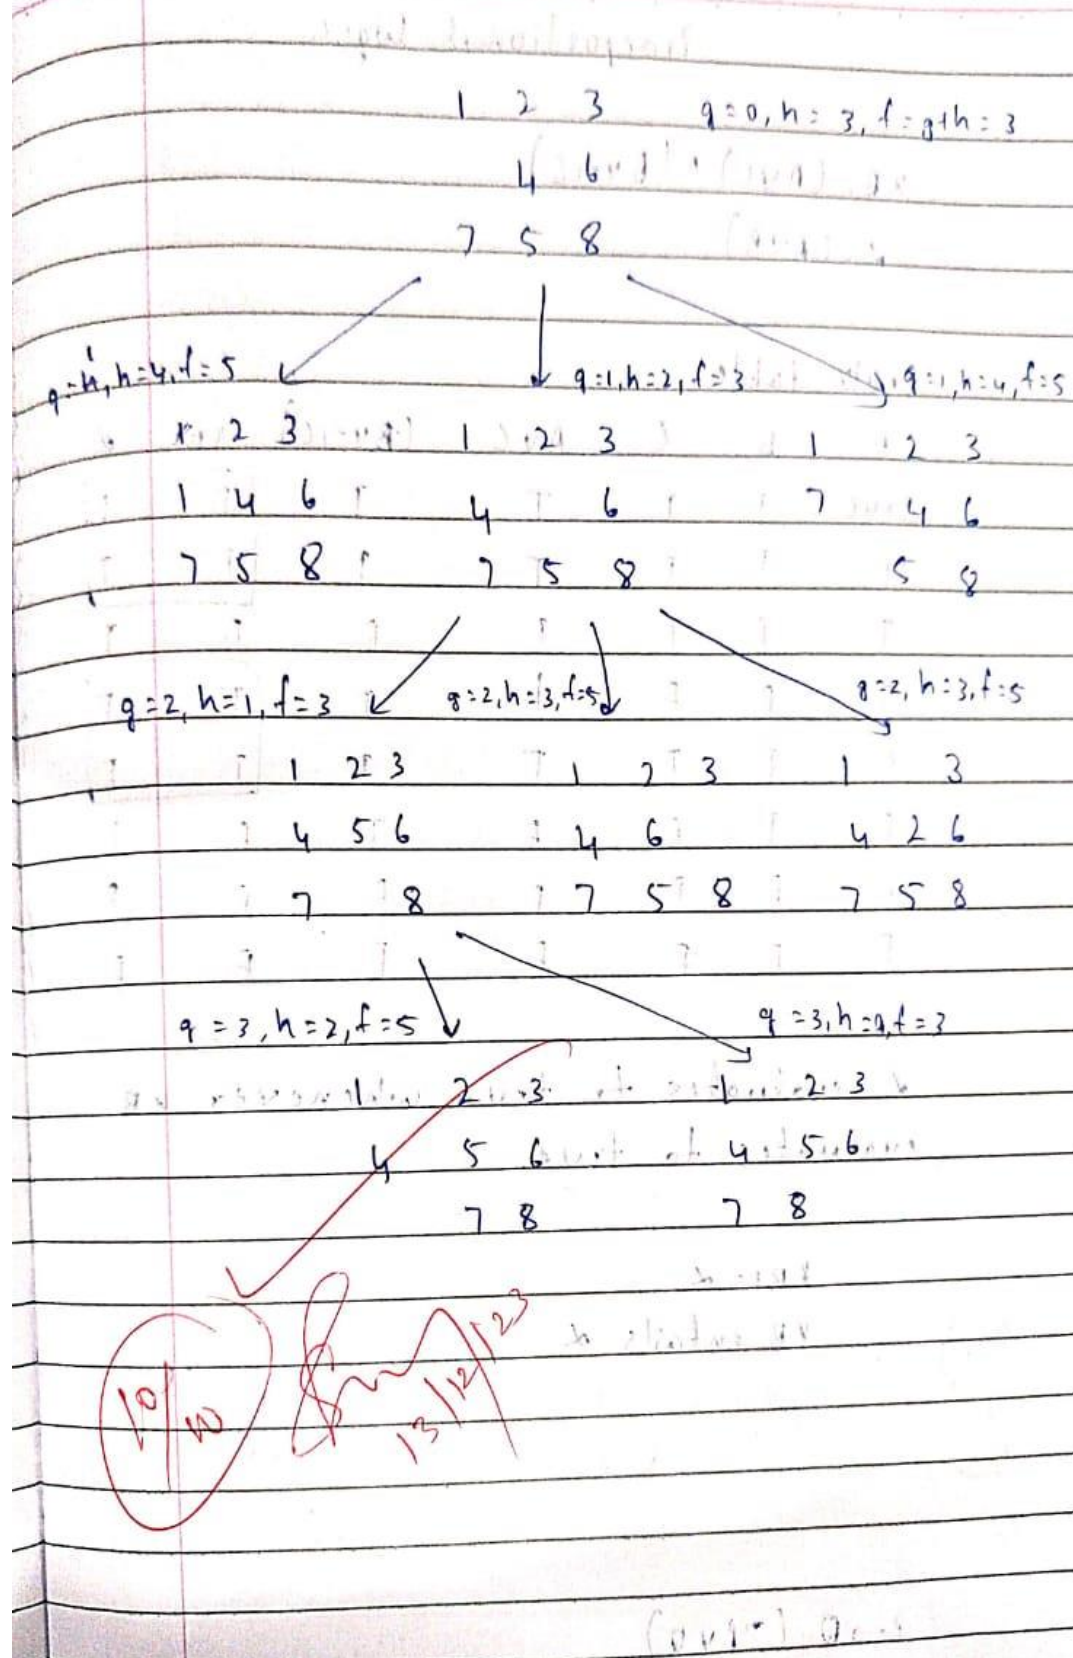 1 2 3 g=0, h=3, f=g+h=3
4 6
7 5 8
g=1, h=4, f=5 g=1, h=2, f=3 g=1, h=4, f=5
2 3 1 2 3 1 2 3
1 4 6 4 6 7 4 6
7 5 8 7 5 8 5 8
g=2, h=1, f=3 g=2, h=3, f=5 g=2, h=3, f=5
1 2 3 1 2 3 1 3
4 5 6 4 6 4 2 6
7 8 7 5 8 7 5 8
g=3, h=2, f=5 g=3, h=0, f=3
1 2 3 1 2 3
4 5 6 4 5 6
7 8 7 8
10/10
13/12/23